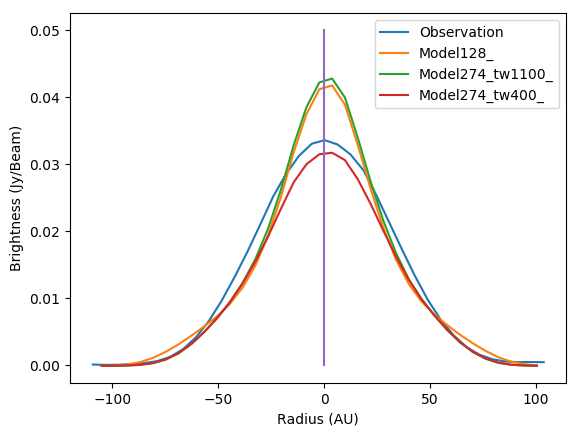 Observation
Model128_
Model274_tw1100_
Model274_tw400_
Brightness (Jy/Beam)
0.05
0.04
0.03
0.02
0.01
0.00
−100 −50 0 50 100
Radius (AU)